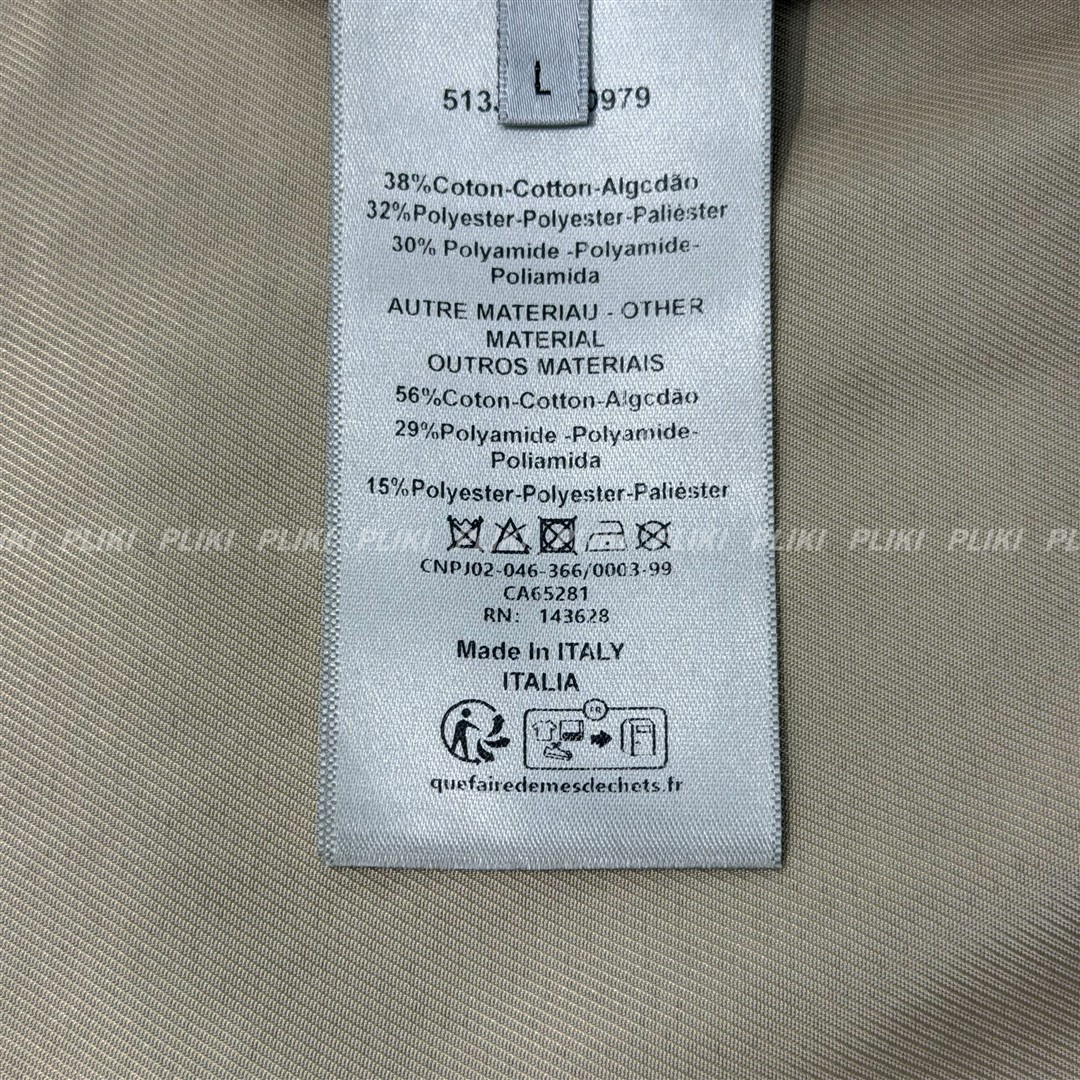 L
513. 0979
38%Coton-Cotton-Algcdão
32%Polyester-Polyester-Paliéster
30% Polyamide -Polyamide-
Poliamida
AUTRE MATERIAU - OTHER
MATERIAL
OUTROS MATERIAIS
56%Coton-Cotton-Algcdão
29%Polyamide -Polyamide-
Poliamida
15%Polyester-Polyester-Paliéster
PLIKI PLIKI PLIKI PLIKI PLIKI PLIKI PLIKI PLIKI PLIKI
CNPJ02-046-366/0003-99
CA65281
RN: 143628
Made In ITALY
ITALIA
FR
quefairedemesdechets.fr